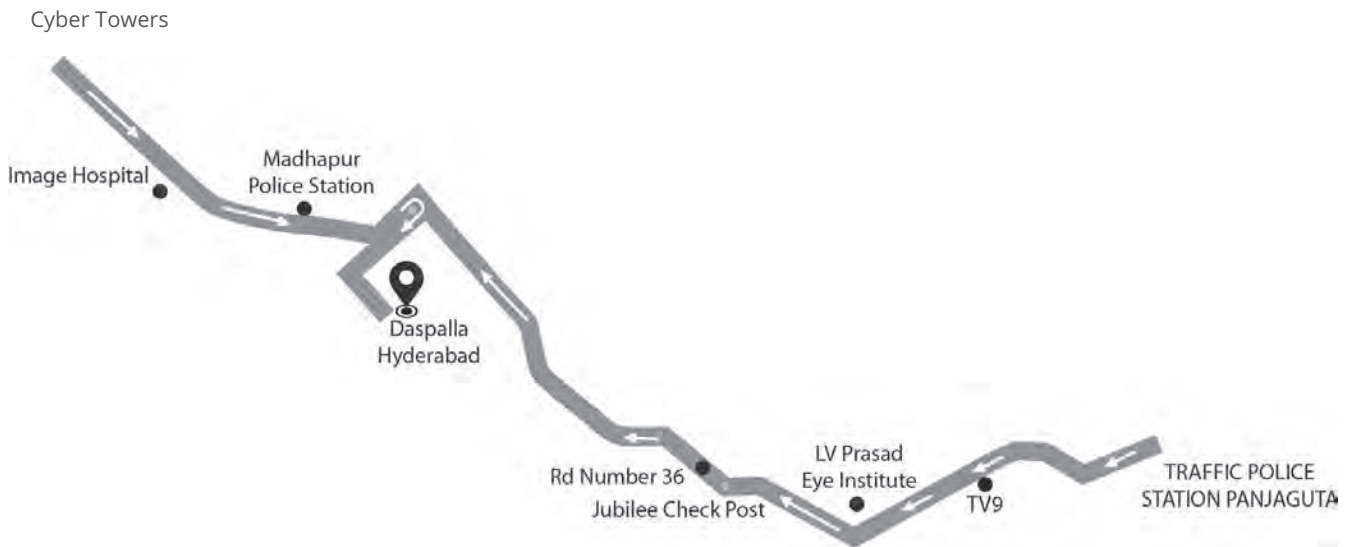 Cyber Towers
Image Hospital
Madhapur
Police Station
Daspalla
Hyderabad
Rd Number 36
Jubilee Check Post
LV Prasad
Eye Institute
TV9
TRAFFIC POLICE
STATION PANJAGUTA